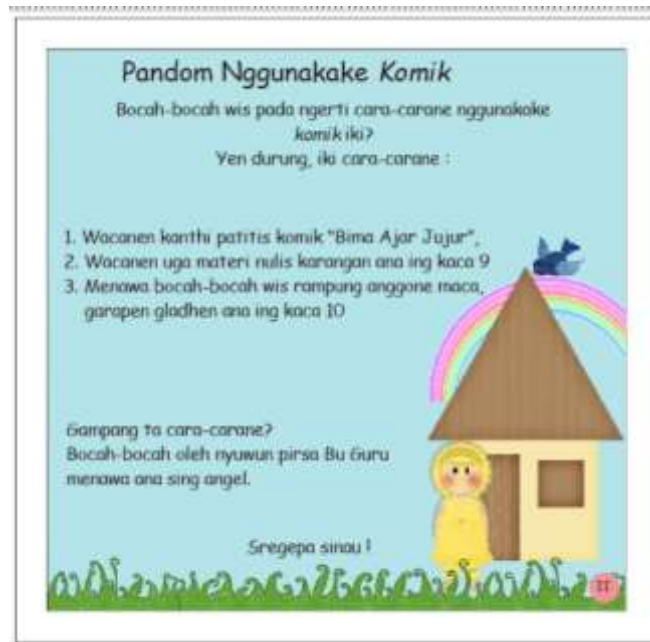 Pandom Nggunakake Komik
Bocah-bocah wis pada ngerti cara-carane nggunakake
komik iki?
Yen durung, iki cara-carane :
1. Wacanen kanthi patitis komik "Bima Ajar Jujur",
2. Wacanen uga materi nulis karangan ana ing kaca 9
3. Menawa bocah-bocah wis rampung anggone maca,
garapen gladhen ana ing kaca 10
Gampang ta cara-carane?
Bocah-bocah oleh nyuwun pirsa Bu Guru
menawa ana sing angel.
Sregepa sinau !
II